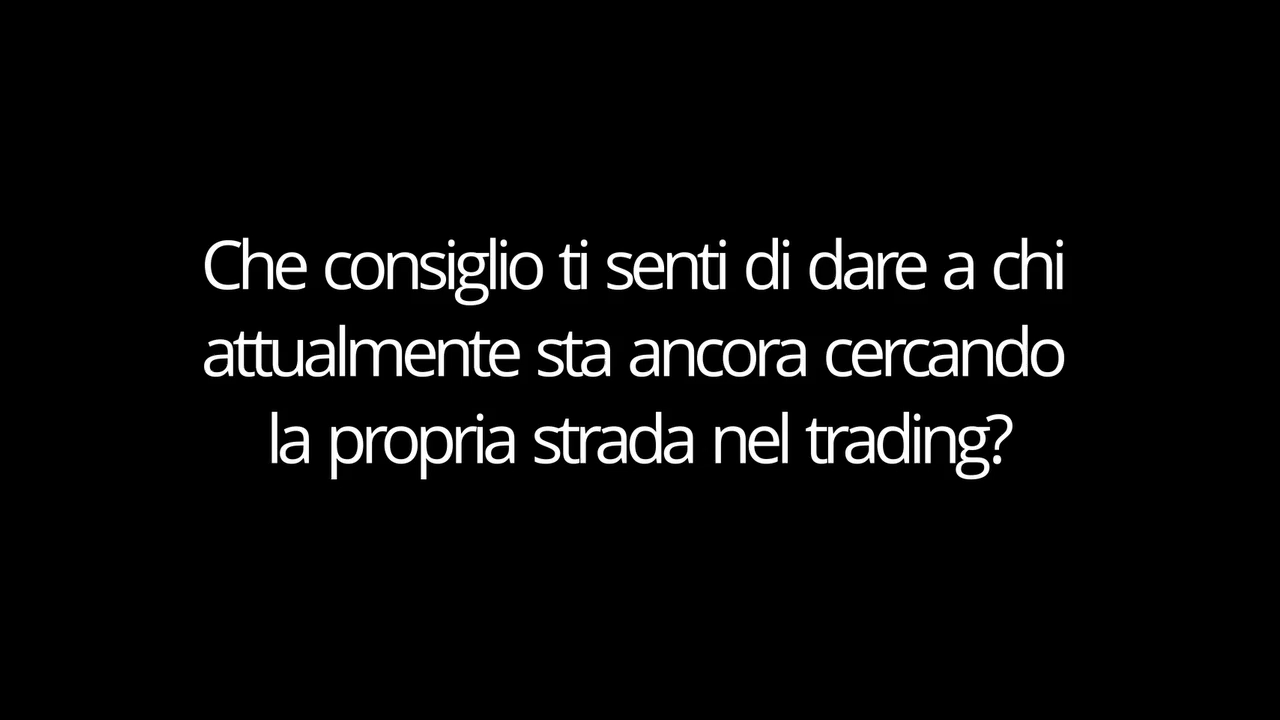 Che consiglio ti senti di dare a chi
attualmente sta ancora cercando
la propria strada nel trading?